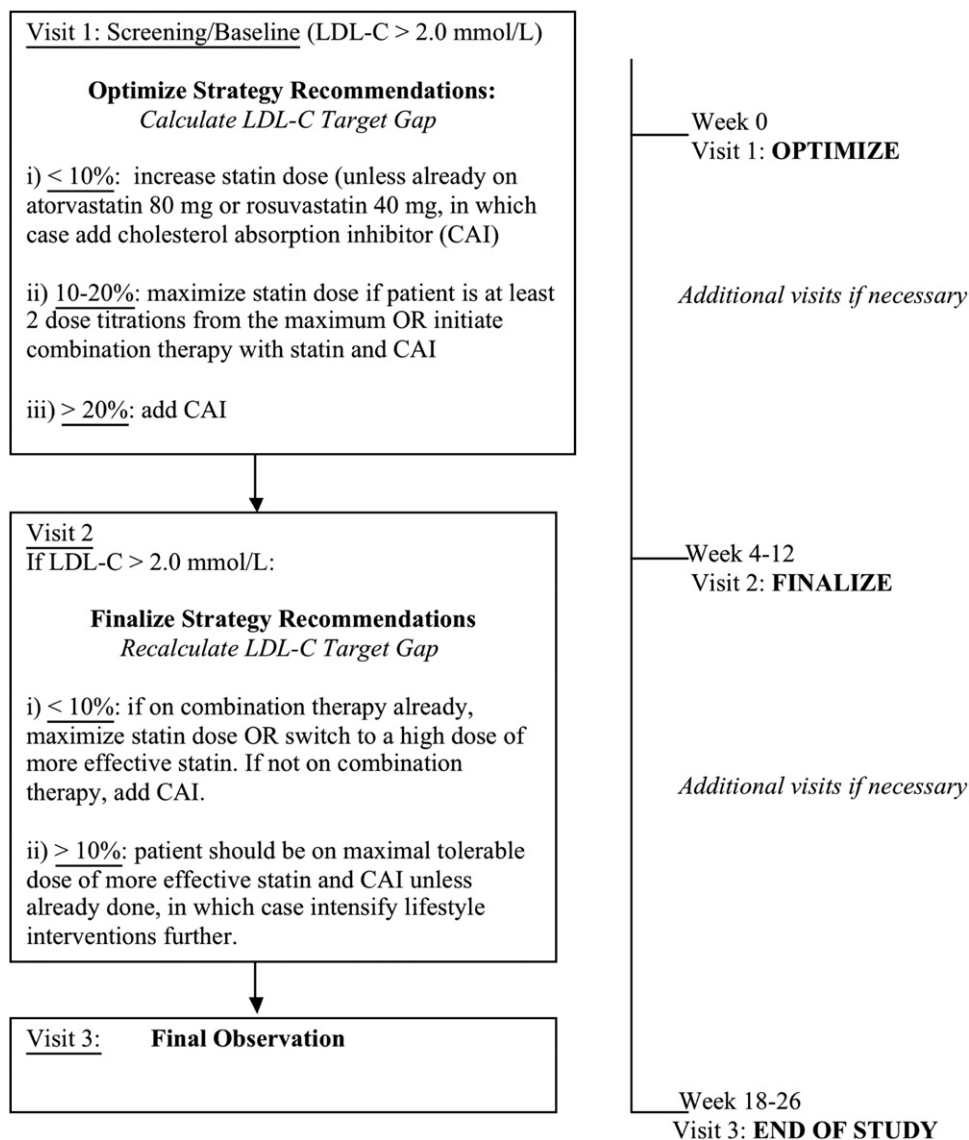 Visit 1: Screening/Baseline (LDL-C > 2.0 mmol/L)
Optimize Strategy Recommendations:
Calculate LDL-C Target Gap
i) < 10%: increase statin dose (unless already on
atorvastatin 80 mg or rosuvastatin 40 mg, in which
case add cholesterol absorption inhibitor (CAI)
ii) 10-20%: maximize statin dose if patient is at least
2 dose titrations from the maximum OR initiate
combination therapy with statin and CAI
iii) > 20%: add CAI
Visit 2
If LDL-C > 2.0 mmol/L:
Finalize Strategy Recommendations
Recalculate LDL-C Target Gap
i) < 10%: if on combination therapy already,
maximize statin dose OR switch to a high dose of
more effective statin. If not on combination
therapy, add CAI.
ii) > 10%: patient should be on maximal tolerable
dose of more effective statin and CAI unless
already done, in which case intensify lifestyle
interventions further.
Visit 3: Final Observation
Week 0
Visit 1: OPTIMIZE
Additional visits if necessary
Week 4-12
Visit 2: FINALIZE
Additional visits if necessary
Week 18-26
Visit 3: END OF STUDY